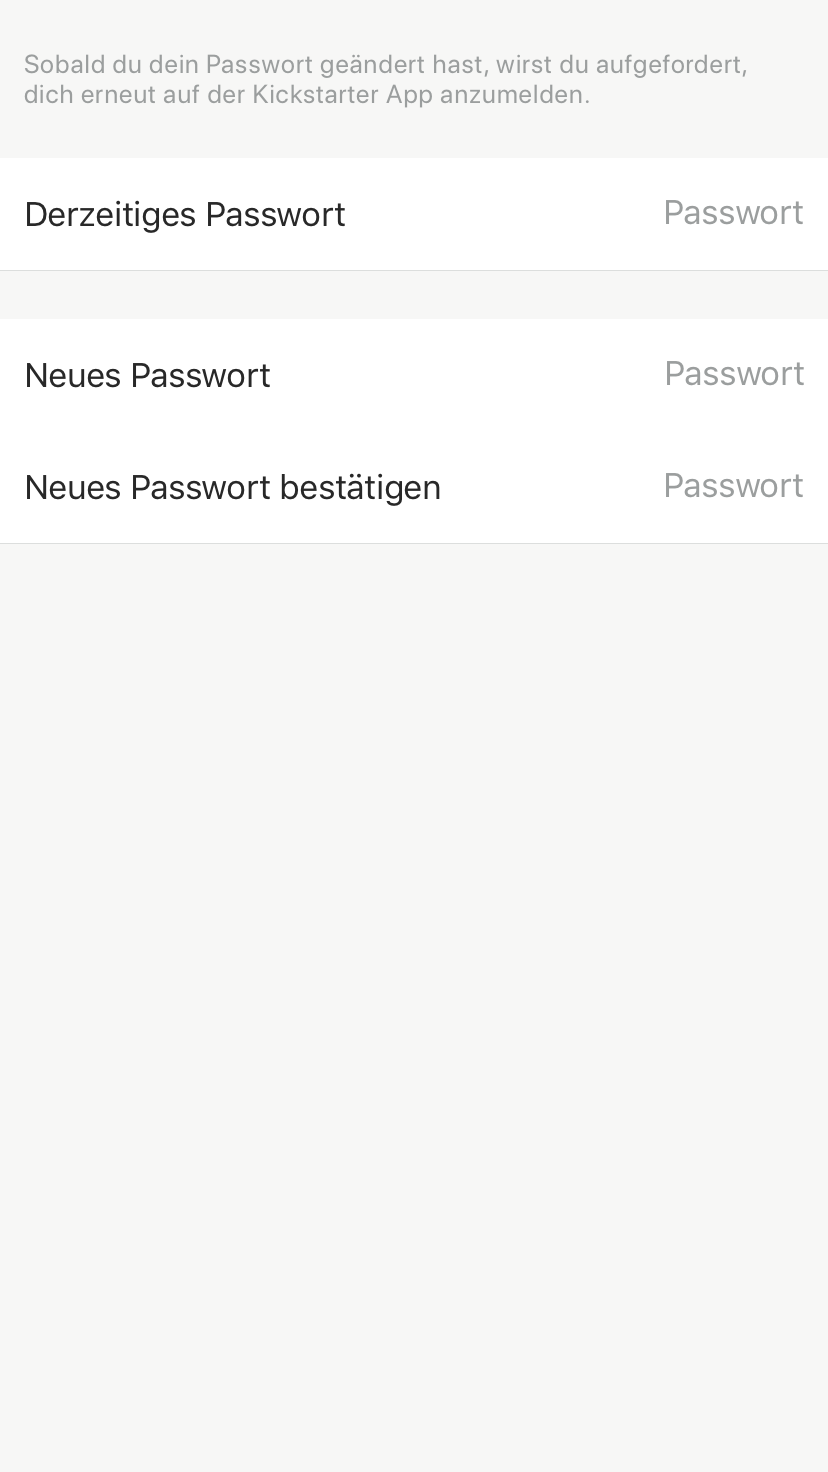 Sobald du dein Passwort geändert hast, wirst du aufgefordert,
dich erneut auf der Kickstarter App anzumelden.
Derzeitiges Passwort Passwort
Neues Passwort Passwort
Neues Passwort bestätigen Passwort